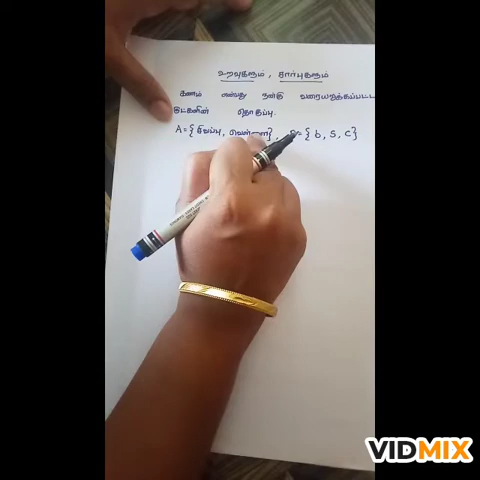 உறவுகளும் , சார்புகளும்
கணம் என்பது நன்கு வரையறுக்கப்பட்ட
தொகுப்பு.
A={ சிவப்பு, வெள்ளை} , = { b, S, C }
VIDMIX